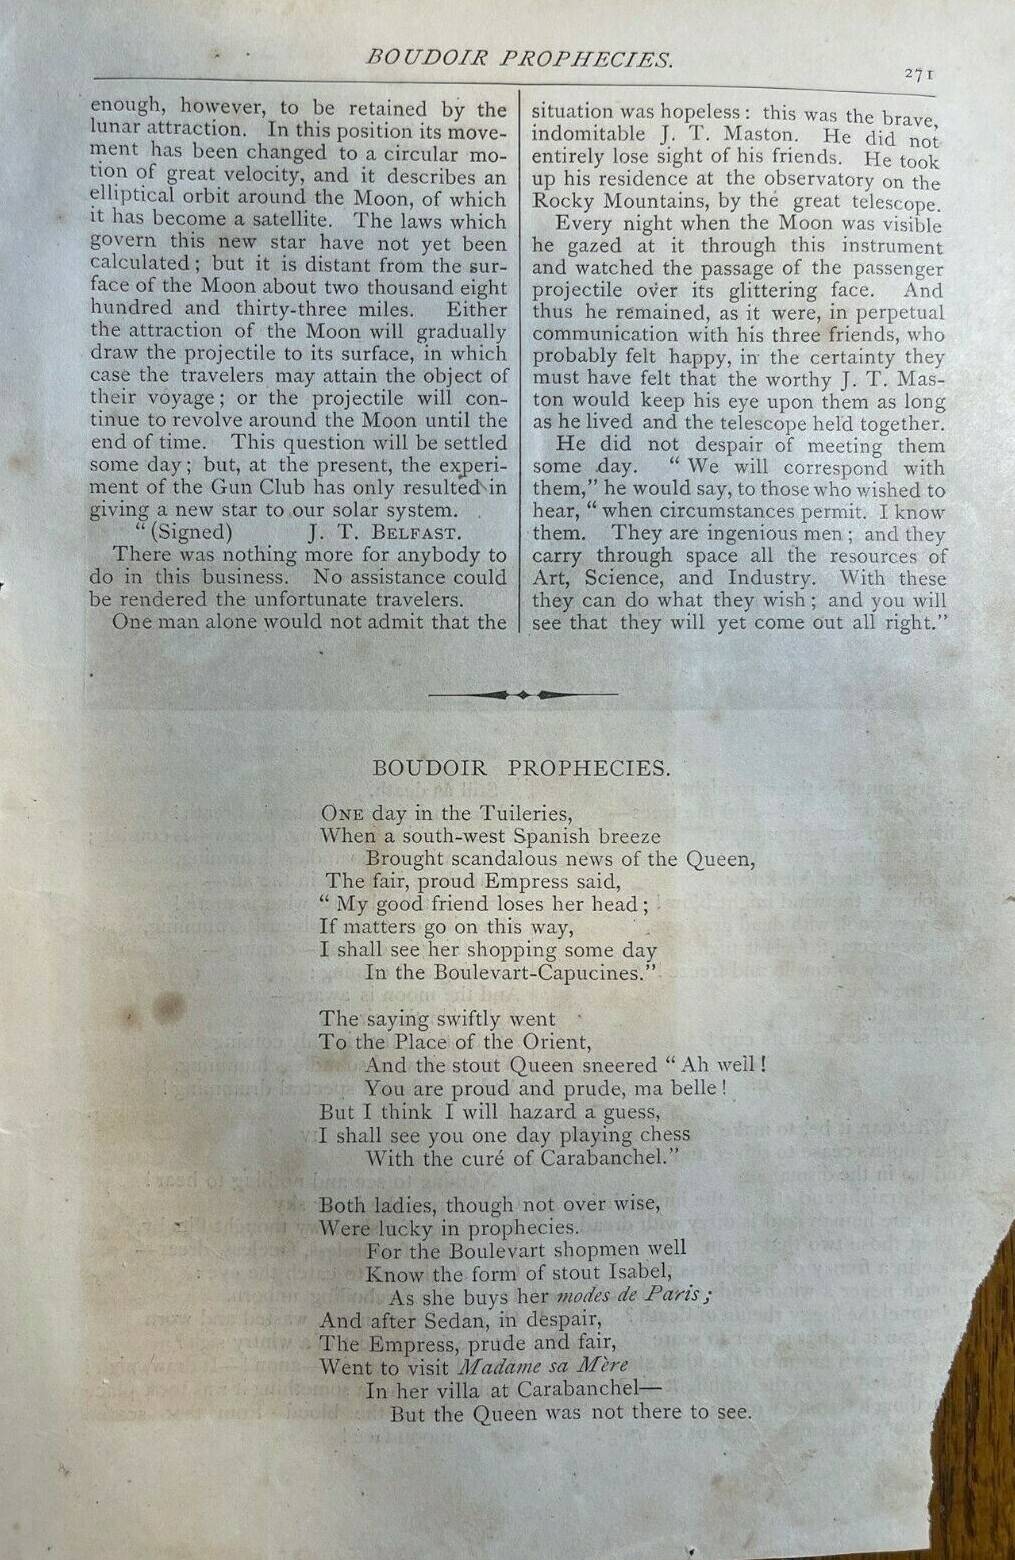 BOUDOIR PROPHECIES.
271
enough, however, to be retained by the
lunar attraction. In this position its move-
ment has been changed to a circular mo-
tion of great velocity, and it describes an
elliptical orbit around the Moon, of which
it has become a satellite. The laws which
govern this new star have not yet been
calculated; but it is distant from the sur-
face of the Moon about two thousand eight
hundred and thirty-three miles. Either
the attraction of the Moon will gradually
draw the projectile to its surface, in which
case the travelers may attain the object of
their voyage; or the projectile will con-
tinue to revolve around the Moon until the
end of time. This question will be settled
some day; but, at the present, the experi-
ment of the Gun Club has only resulted in
giving a new star to our solar system.
"(Signed) J. T. BELFAST.
There was nothing more for anybody to
do in this business. No assistance could
be rendered the unfortunate travelers.
One man alone would not admit that the
situation was hopeless: this was the brave,
indomitable J. T. Maston. He did not
entirely lose sight of his friends. He took
up his residence at the observatory on the
Rocky Mountains, by the great telescope.
Every night when the Moon was visible
he gazed at it through this instrument
and watched the passage of the passenger
projectile over its glittering face. And
thus he remained, as it were, in perpetual
communication with his three friends, who
probably felt happy, in the certainty they
must have felt that the worthy J. T. Mas-
ton would keep his eye upon them as long
as he lived and the telescope held together.
He did not despair of meeting them
some day. "We will correspond with
them," he would say, to those who wished to
hear, "when circumstances permit. I know
them. They are ingenious men; and they
carry through space all the resources of
Art, Science, and Industry. With these
they can do what they wish; and you will
see that they will yet come out all right."
BOUDOIR PROPHECIES.
ONE day in the Tuileries,
When a south-west Spanish breeze
Brought scandalous news of the Queen,
The fair, proud Empress said,
"My good friend loses her head;
If matters go on this way,
I shall see her shopping some day
In the Boulevart-Capucines."
The saying swiftly went
To the Place of the Orient,
And the stout Queen sneered "Ah well!
You are proud and prude, ma belle!
But I think I will hazard a guess,
I shall see you one day playing chess
With the curé of Carabanchel."
Both ladies, though not over wise,
Were lucky in prophecies.
For the Boulevart shopmen well
Know the form of stout Isabel,
As she buys her modes de Paris;
And after Sedan, in despair,
The Empress, prude and fair,
Went to visit Madame sa Mère
In her villa at Carabanchel—
But the Queen was not there to see.